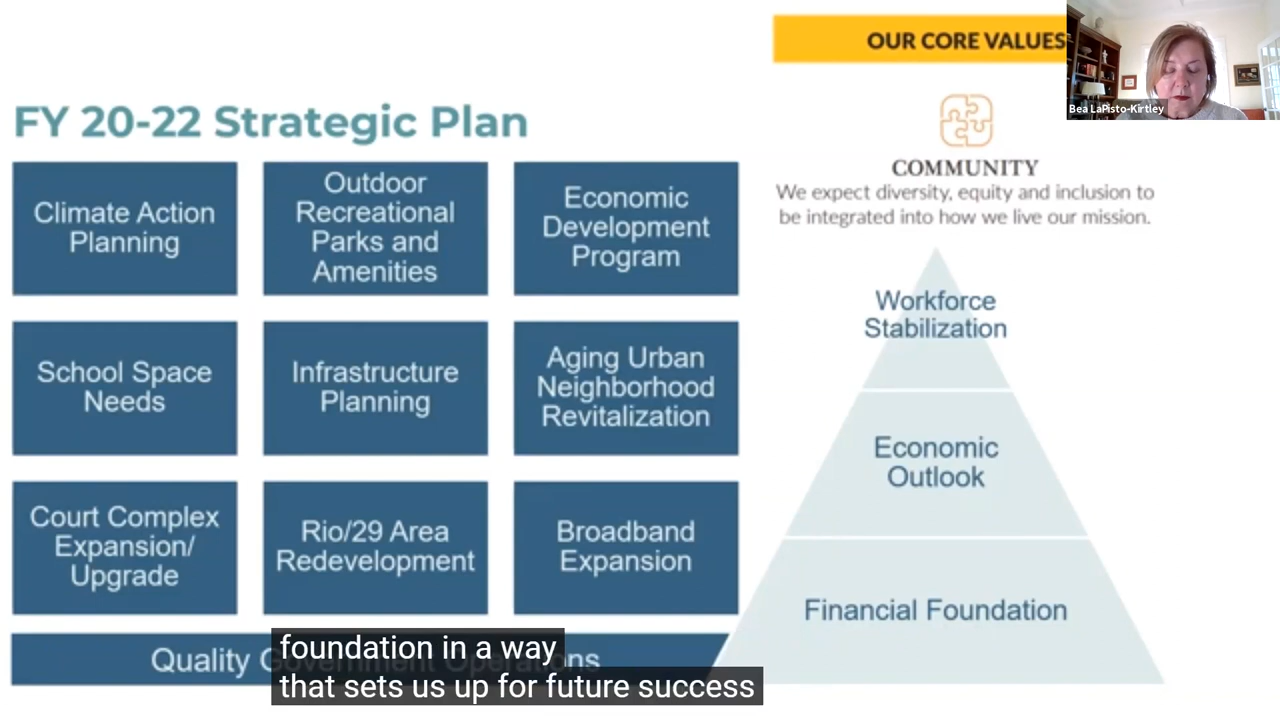 OUR CORE VALUES
Bea LaPisto-Kirtley
FY 20-22 Strategic Plan
COMMUNITY
We expect diversity, equity and inclusion to
be integrated into how we live our mission.
Climate Action
Planning
Outdoor
Recreational
Parks and
Amenities
Economic
Development
Program
School Space
Needs
Infrastructure
Planning
Aging Urban
Neighborhood
Revitalization
Court Complex
Expansion/
Upgrade
Rio/29 Area
Redevelopment
Broadband
Expansion
Quality Government Operations
Workforce
Stabilization
Economic
Outlook
Financial Foundation
foundation in a way
that sets us up for future success